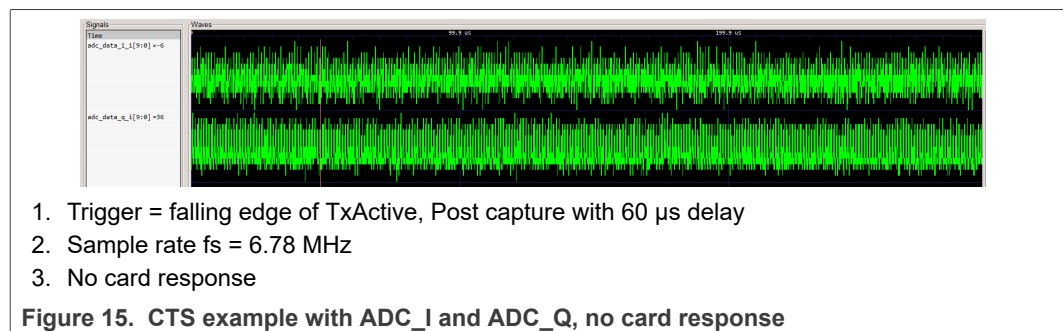 Signals
Waves
Time
99.9 us
199.9 us
adc_data_i_i[9:0] =-6
adc_data_q_i[9:0] =36
1. Trigger = falling edge of TxActive, Post capture with 60 µs delay
2. Sample rate fs = 6.78 MHz
3. No card response
Figure 15. CTS example with ADC_I and ADC_Q, no card response